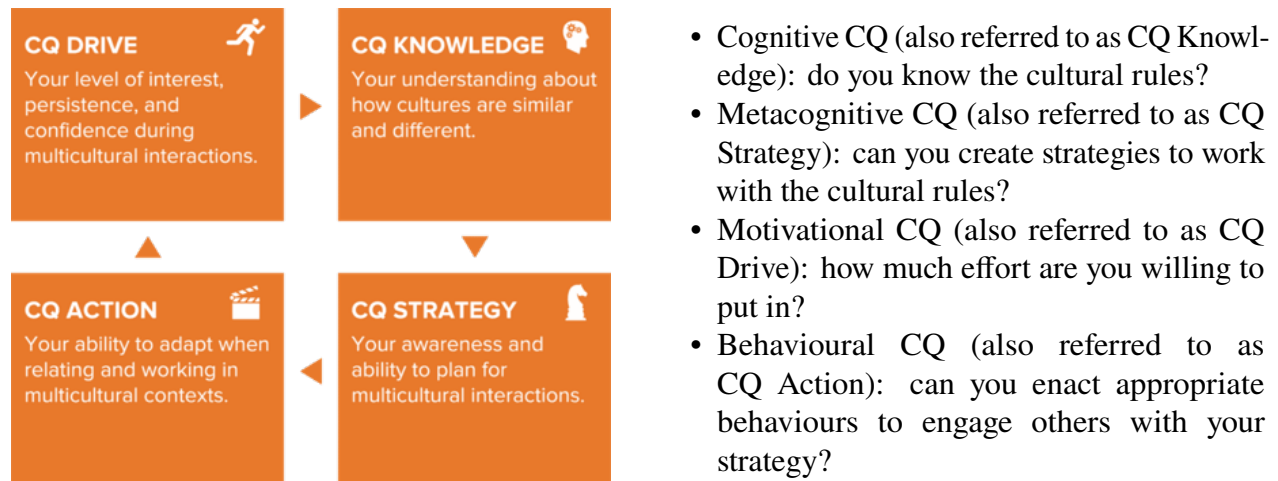 CQ DRIVE
Your level of interest,
persistence, and
confidence during
multicultural interactions.
CQ KNOWLEDGE
Your understanding about
how cultures are similar
and different.
CQ ACTION
Your ability to adapt when
relating and working in
multicultural contexts.
CQ STRATEGY
Your awareness and
ability to plan for
multicultural interactions.
• Cognitive CQ (also referred to as CQ Knowl-
edge): do you know the cultural rules?
• Metacognitive CQ (also referred to as CQ
Strategy): can you create strategies to work
with the cultural rules?
• Motivational CQ (also referred to as CQ
Drive): how much effort are you willing to
put in?
• Behavioural CQ (also referred to as
CQ Action): can you enact appropriate
behaviours to engage others with your
strategy?